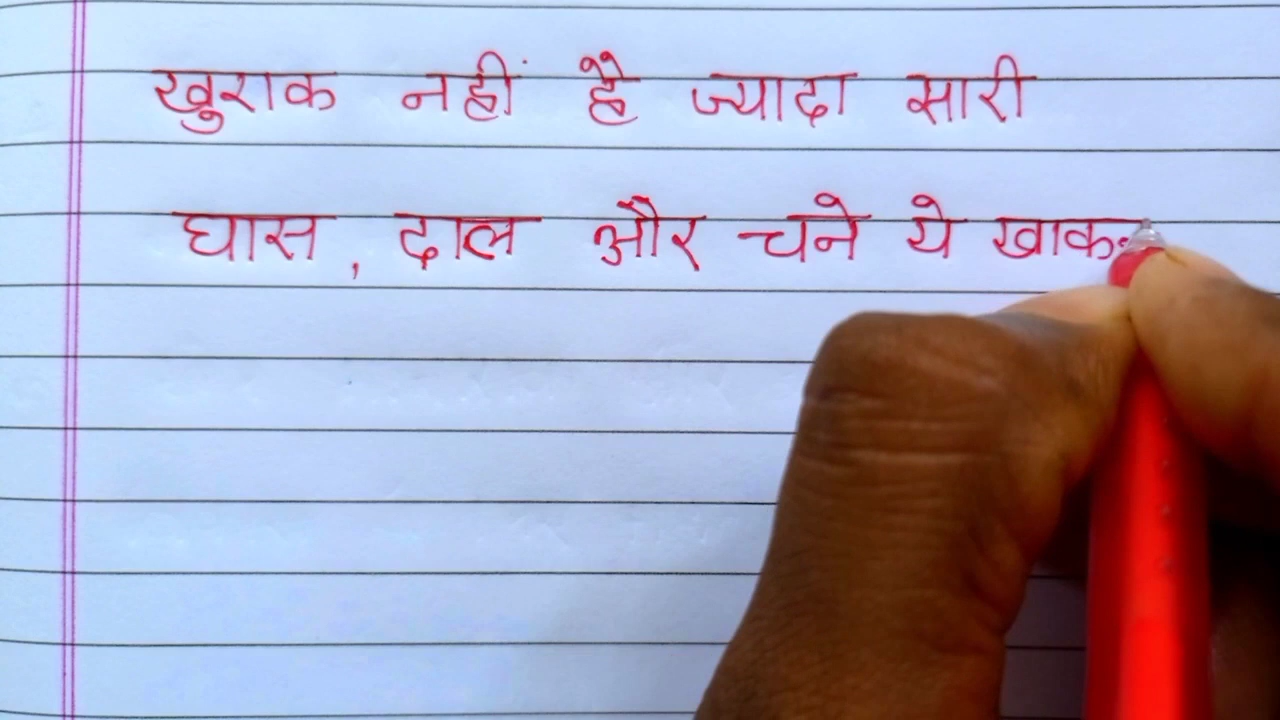 खुराक नहीं है ज्यादा सारी
घास, दाल और चने ये खाक